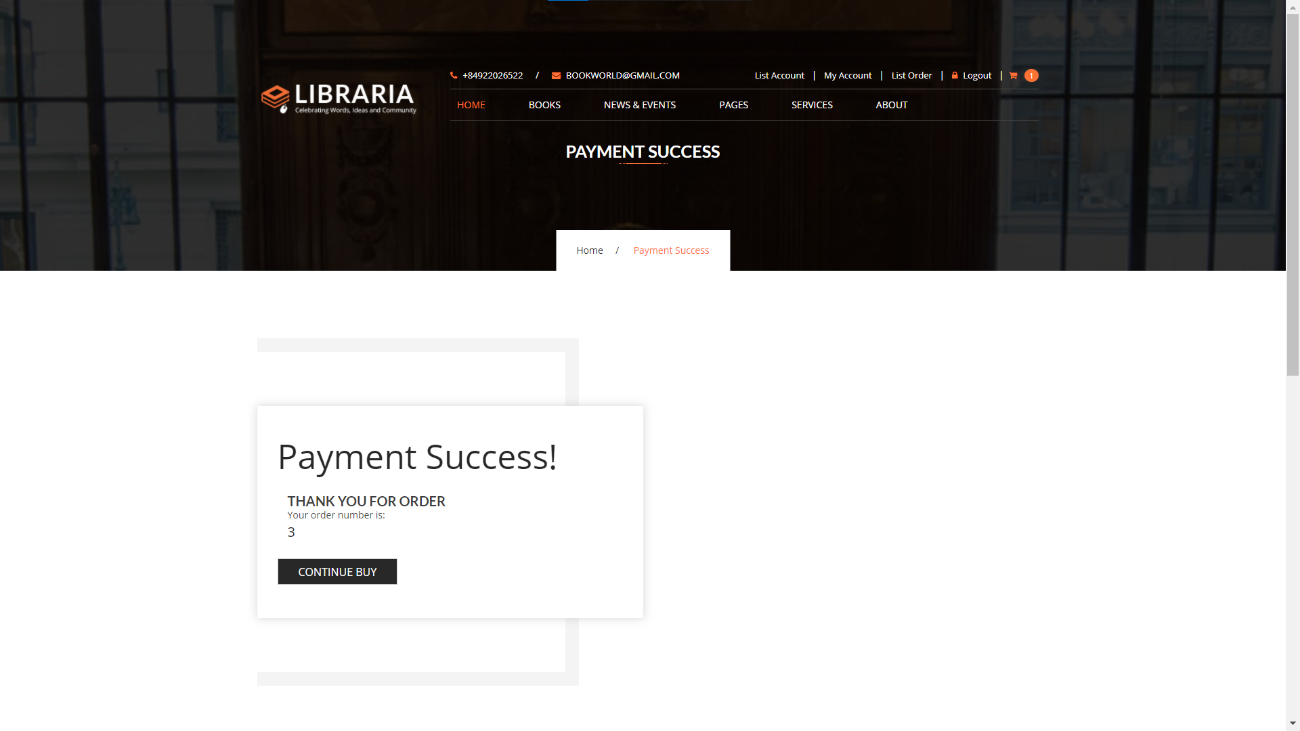 +84922026522 / BOOKWORLD@GMAIL.COM
List Account | My Account | List Order | Logout | 1
LIBRARIA
Celebrating Words, Ideas and Community
HOME BOOKS NEWS & EVENTS PAGES SERVICES ABOUT
PAYMENT SUCCESS
Home / Payment Success
Payment Success!
THANK YOU FOR ORDER
Your order number is:
3
CONTINUE BUY